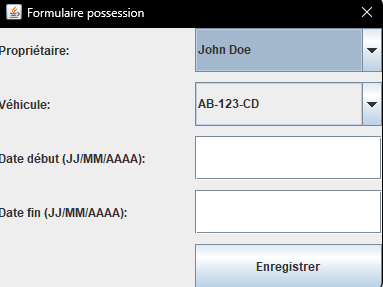 Formulaire possession
Propriétaire:
John Doe
Véhicule:
AB-123-CD
Date début (JJ/MM/AAAA):
Date fin (JJ/MM/AAAA):
Enregistrer